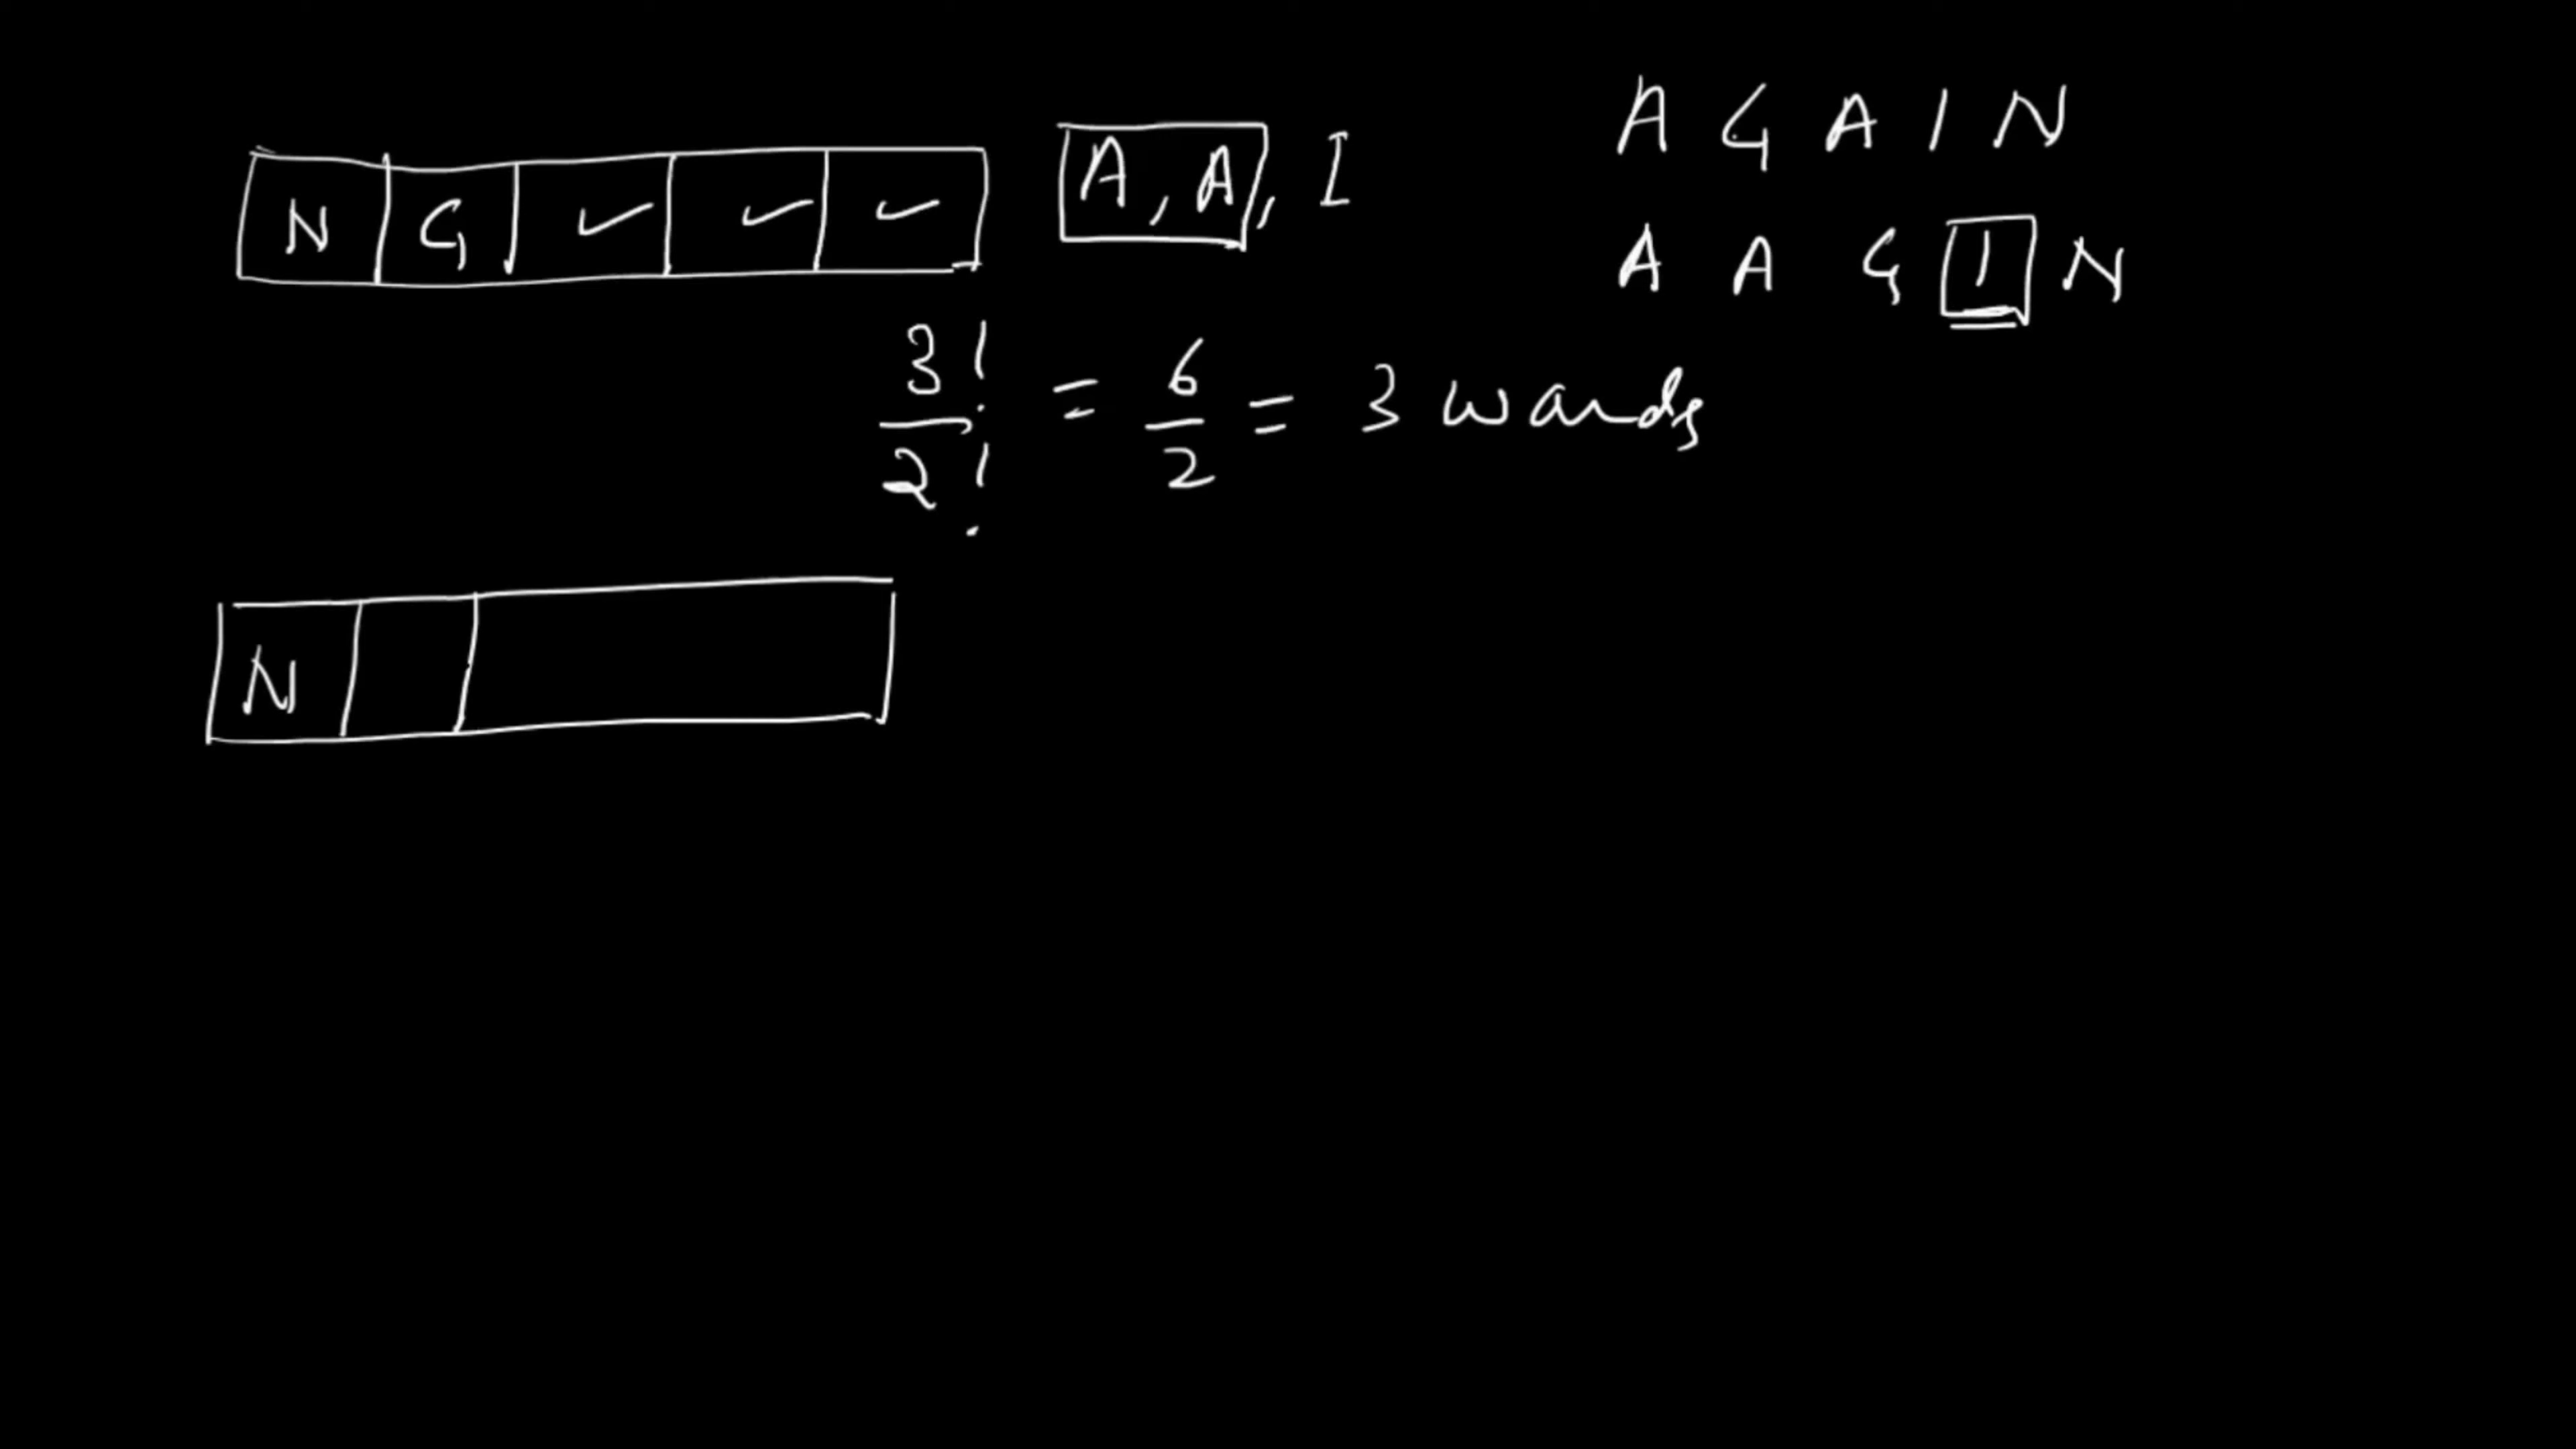 A G A I N
N G ✓ ✓ ✓ A, A, I
A A G I N
3!/2! = 6/2 = 3 words
N